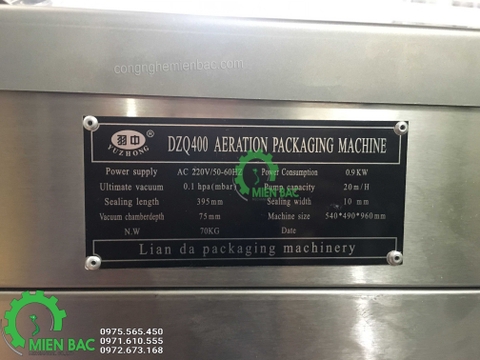 congnghemienbac.com
羽中
YUZHONG
®
DZQ400 AERATION PACKAGING MACHINE
Power supply AC 220V/50-60HZ Power Consumption 0.9KW
Ultimate vacuum 0.1 hpa(mbar) Pump capacity 20m/H
Sealing length 395mm Sealing width 10 mm
Vacuum chamberdepth 75mm Machine size 540*490*960mm
N.W 70KG Date
Lian da packaging machinery
MIEN BAC
MIEN BAC
0975.565.450
0971.610.555
0972.673.168